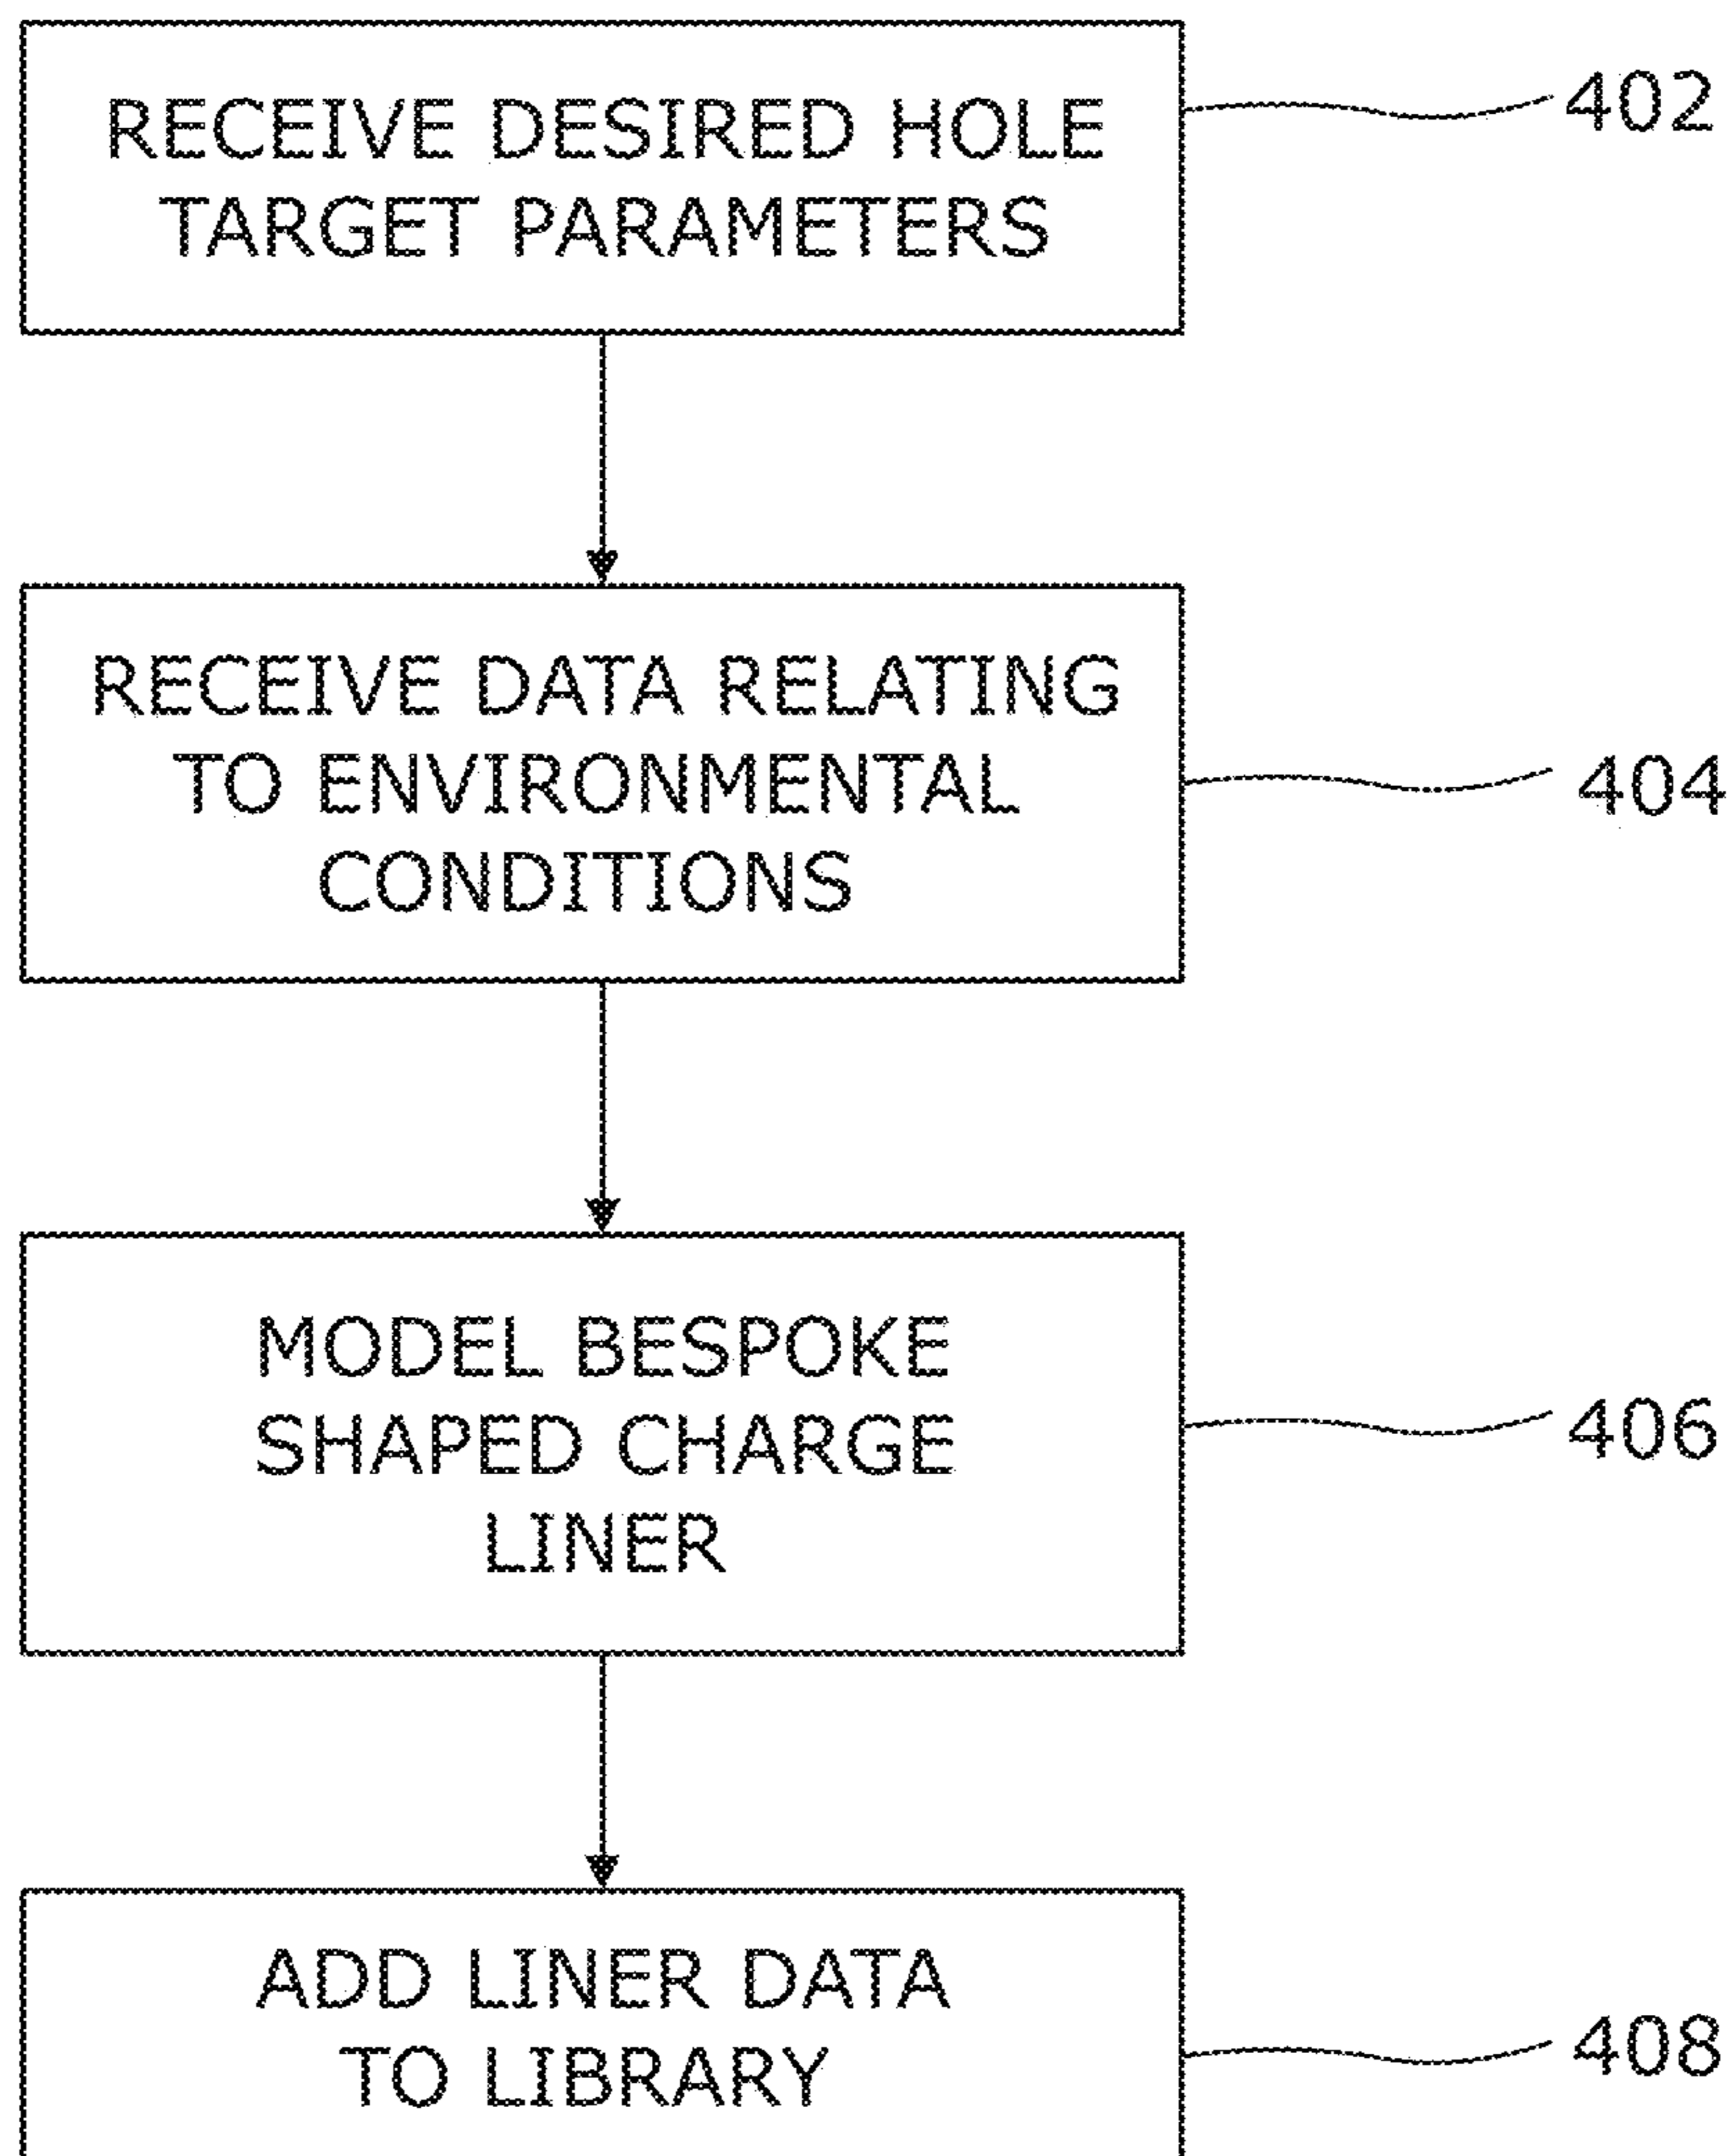 RECEIVE DESIRED HOLE
TARGET PARAMETERS
402
RECEIVE DATA RELATING
TO ENVIRONMENTAL
CONDITIONS
404
MODEL BESPOKE
SHAPED CHARGE
LINER
406
ADD LINER DATA
TO LIBRARY
408